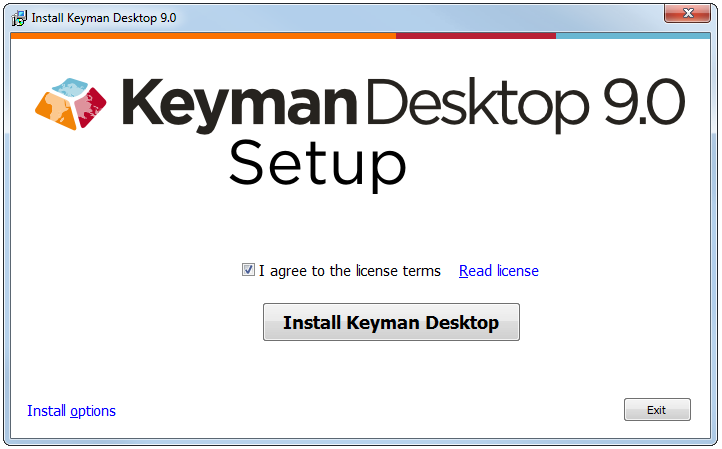 Install Keyman Desktop 9.0
Keyman Desktop 9.0
Setup
I agree to the license terms Read license
Install Keyman Desktop
Install options Exit